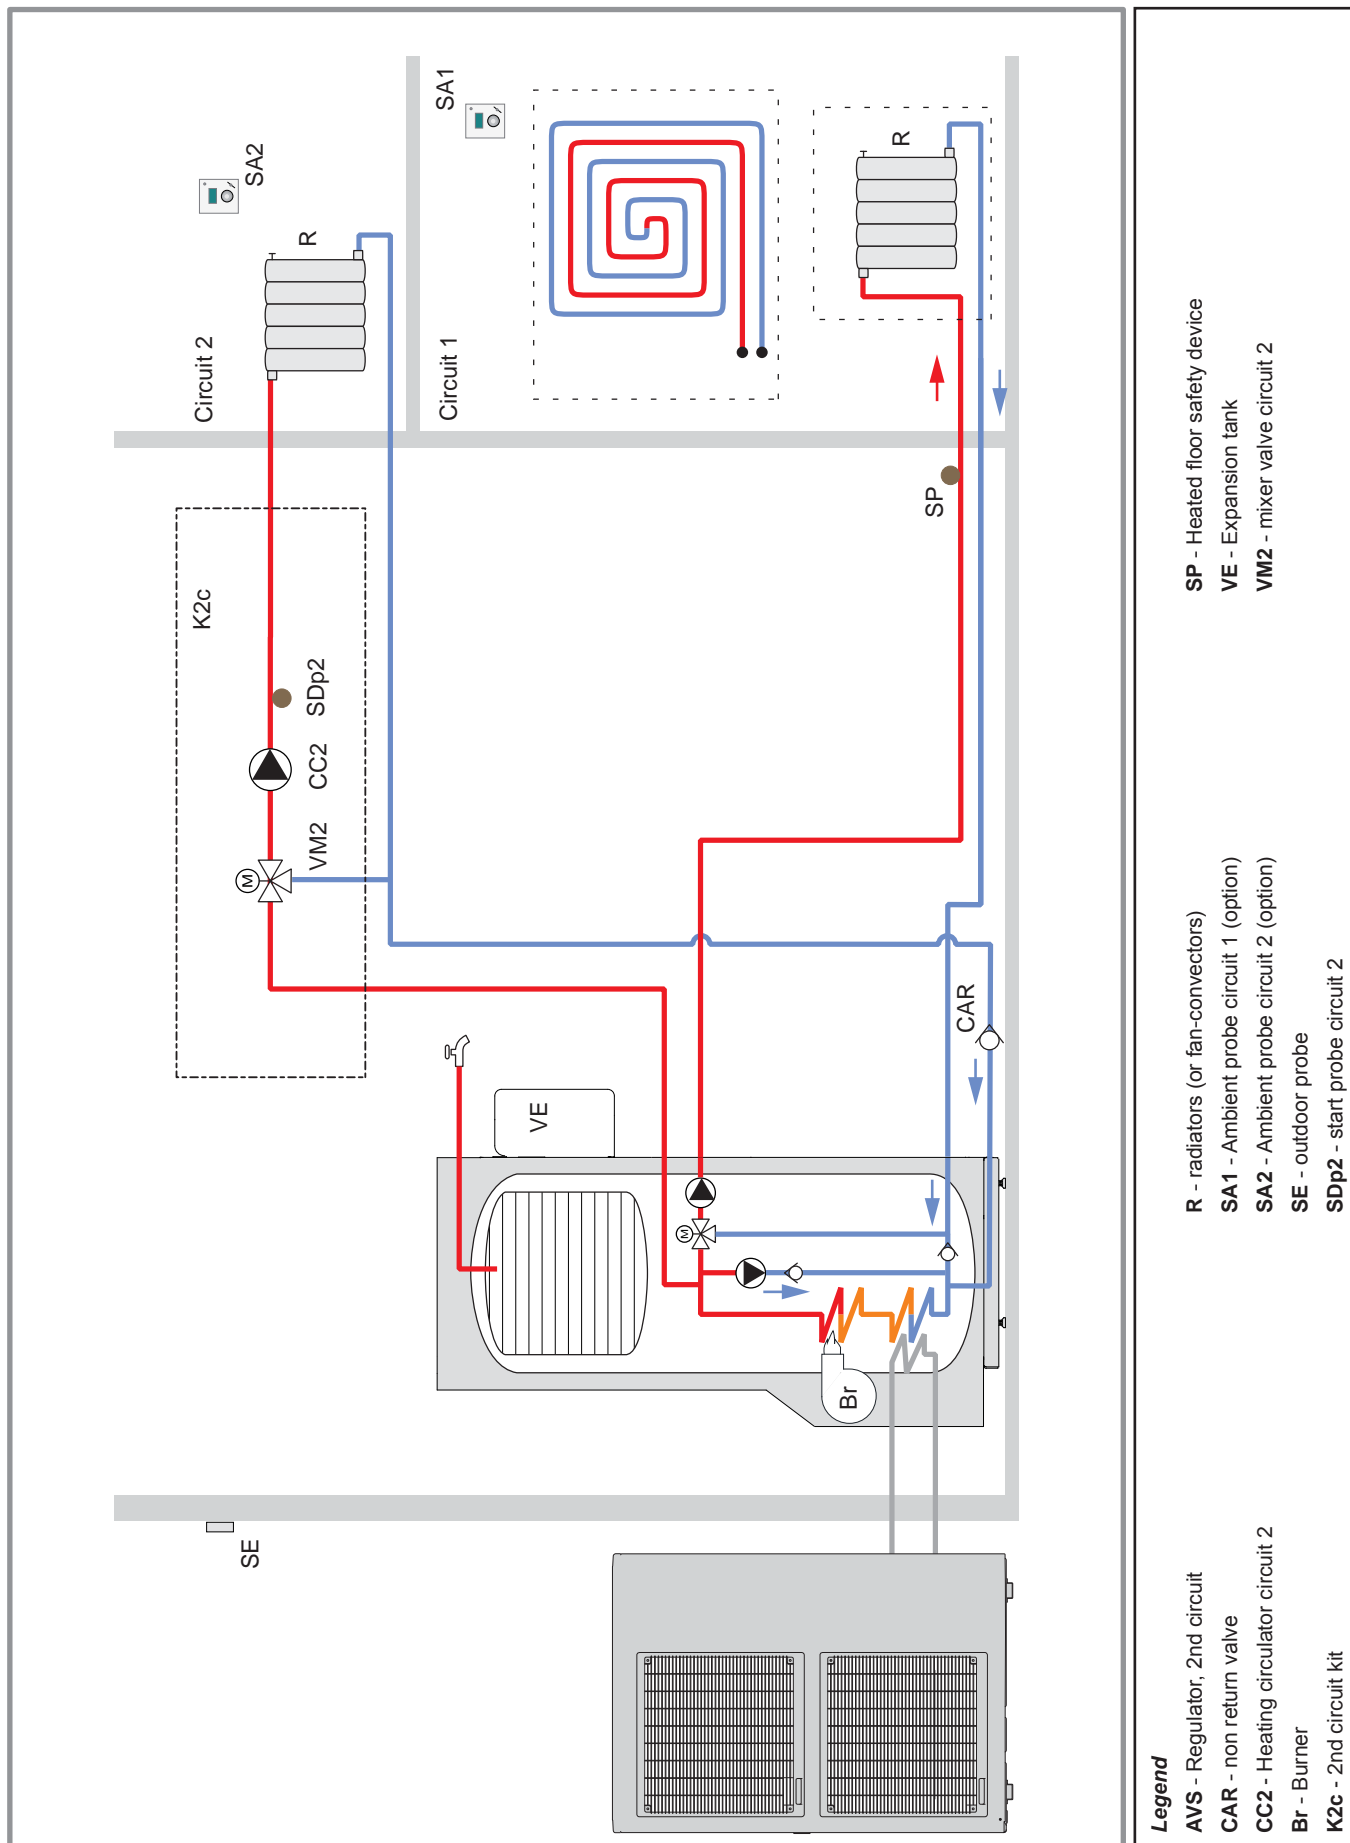 SE
VE
Br
M
CAR
K2c
M
VM2
CC2
SDp2
SP
Circuit 2
R
SA2
Circuit 1
SA1
R
Legend
AVS - Regulator, 2nd circuit
CAR - non return valve
CC2 - Heating circulator circuit 2
Br - Burner
K2c - 2nd circuit kit
R - radiators (or fan-convectors)
SA1 - Ambient probe circuit 1 (option)
SA2 - Ambient probe circuit 2 (option)
SE - outdoor probe
SDp2 - start probe circuit 2
SP - Heated floor safety device
VE - Expansion tank
VM2 - mixer valve circuit 2